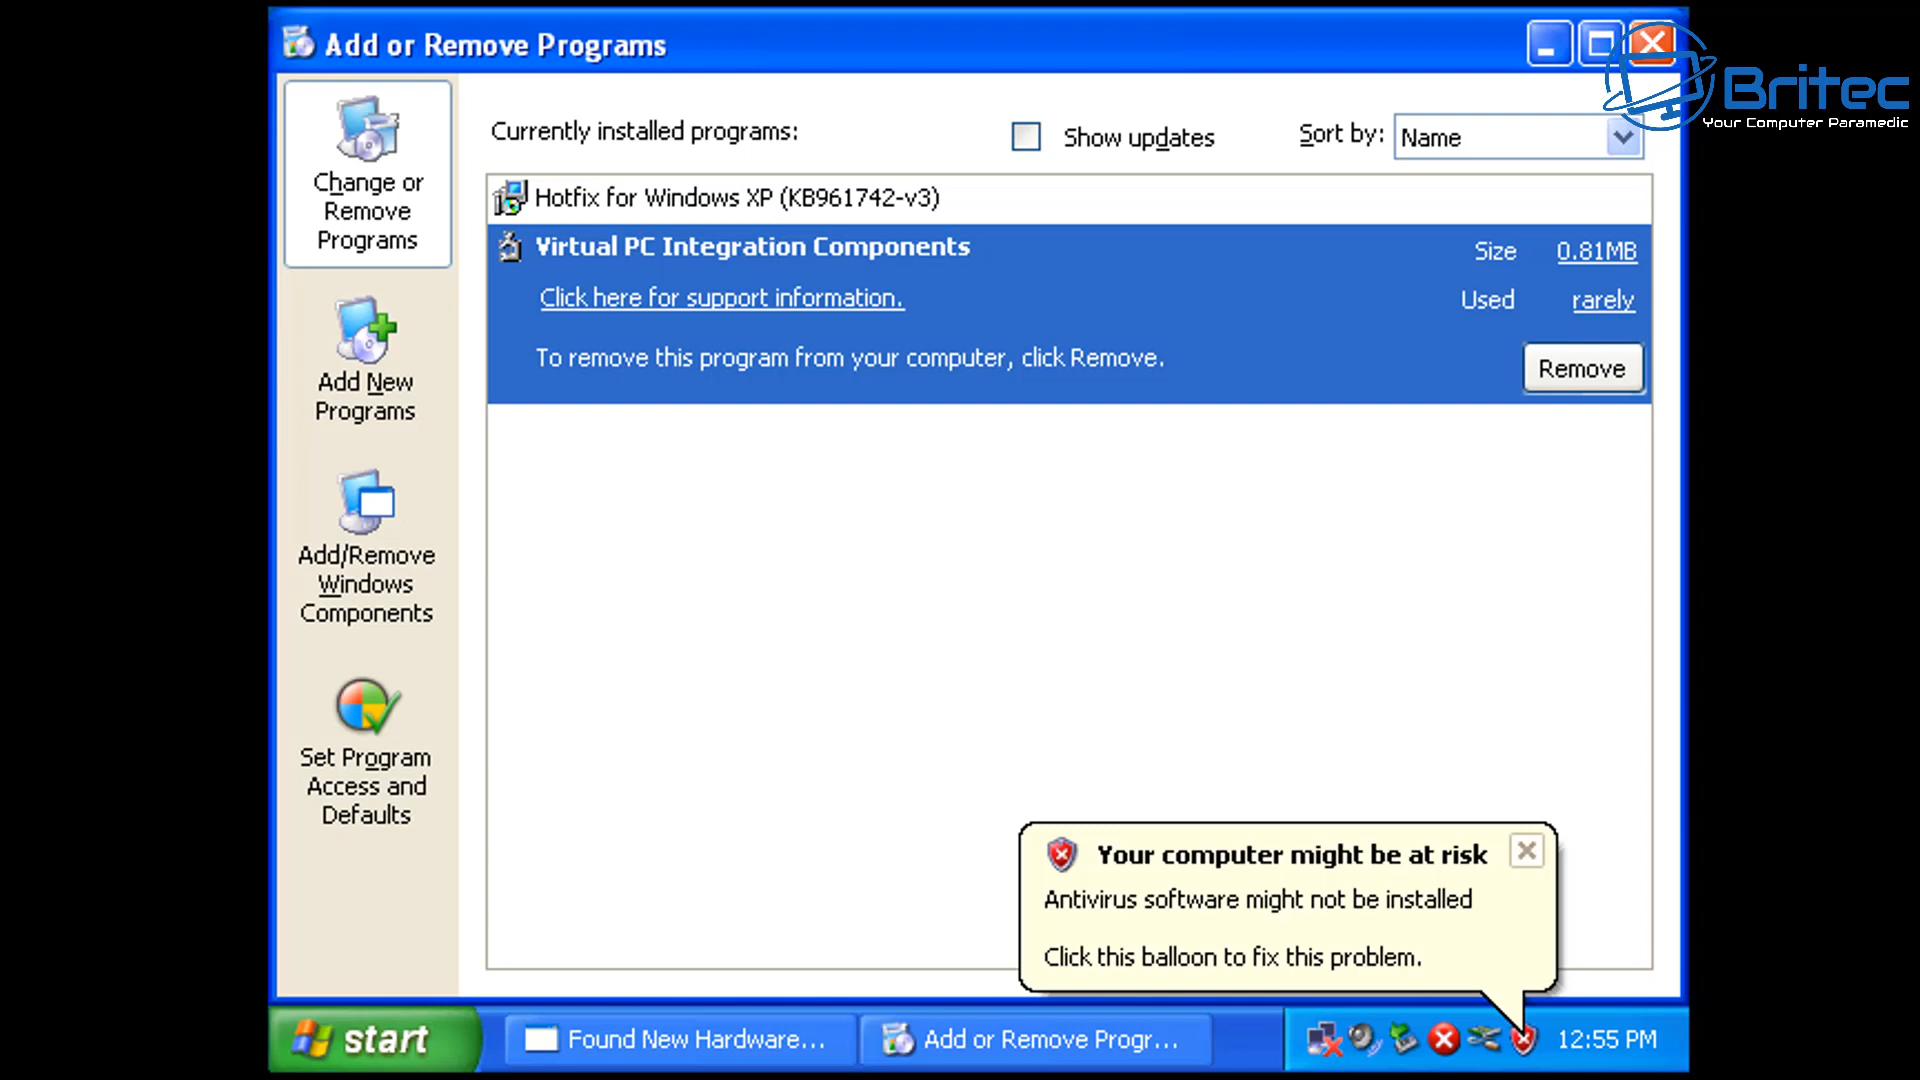 Add or Remove Programs
Britec
Your Computer Paramedic
Change or
Remove
Programs
Add New
Programs
Add/Remove
Windows
Components
Set Program
Access and
Defaults
Currently installed programs:
Show updates
Sort by: Name
Hotfix for Windows XP (KB961742-v3)
Virtual PC Integration Components
Size 0.81MB
Click here for support information.
Used rarely
To remove this program from your computer, click Remove.
Remove
Your computer might be at risk
Antivirus software might not be installed
Click this balloon to fix this problem.
start
Found New Hardware...
Add or Remove Progr...
12:55 PM